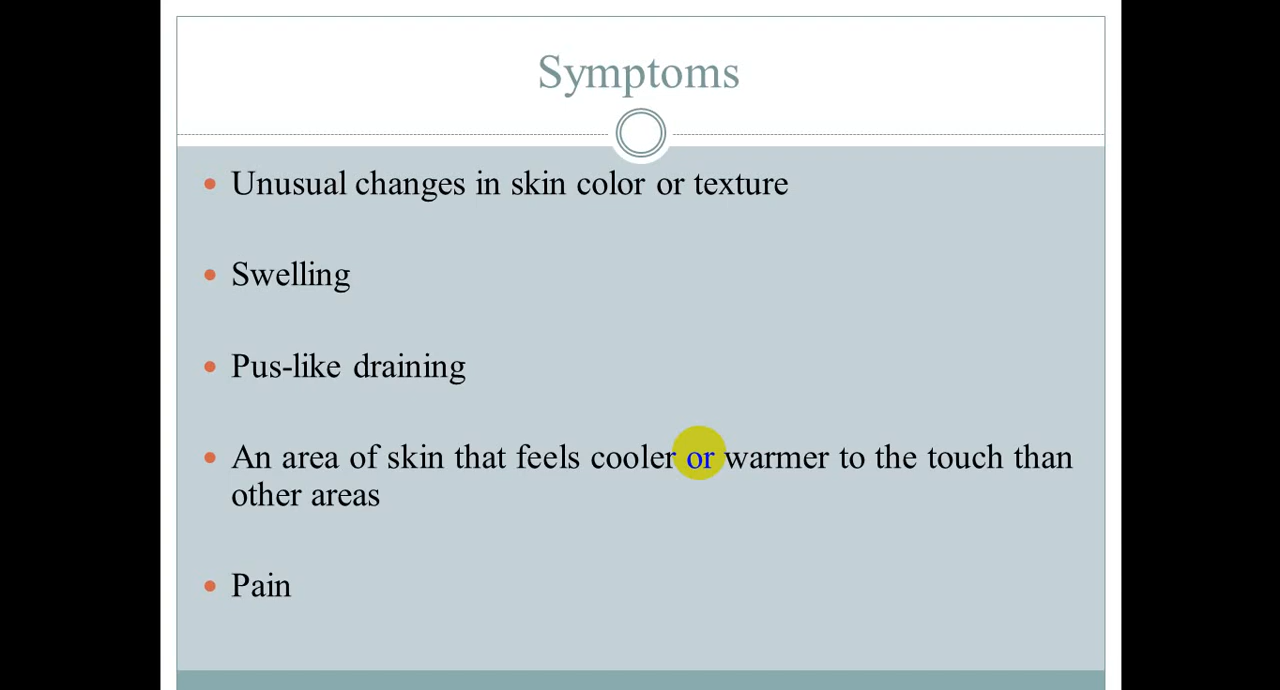 Symptoms
Unusual changes in skin color or texture
Swelling
Pus-like draining
An area of skin that feels cooler or warmer to the touch than
other areas
Pain